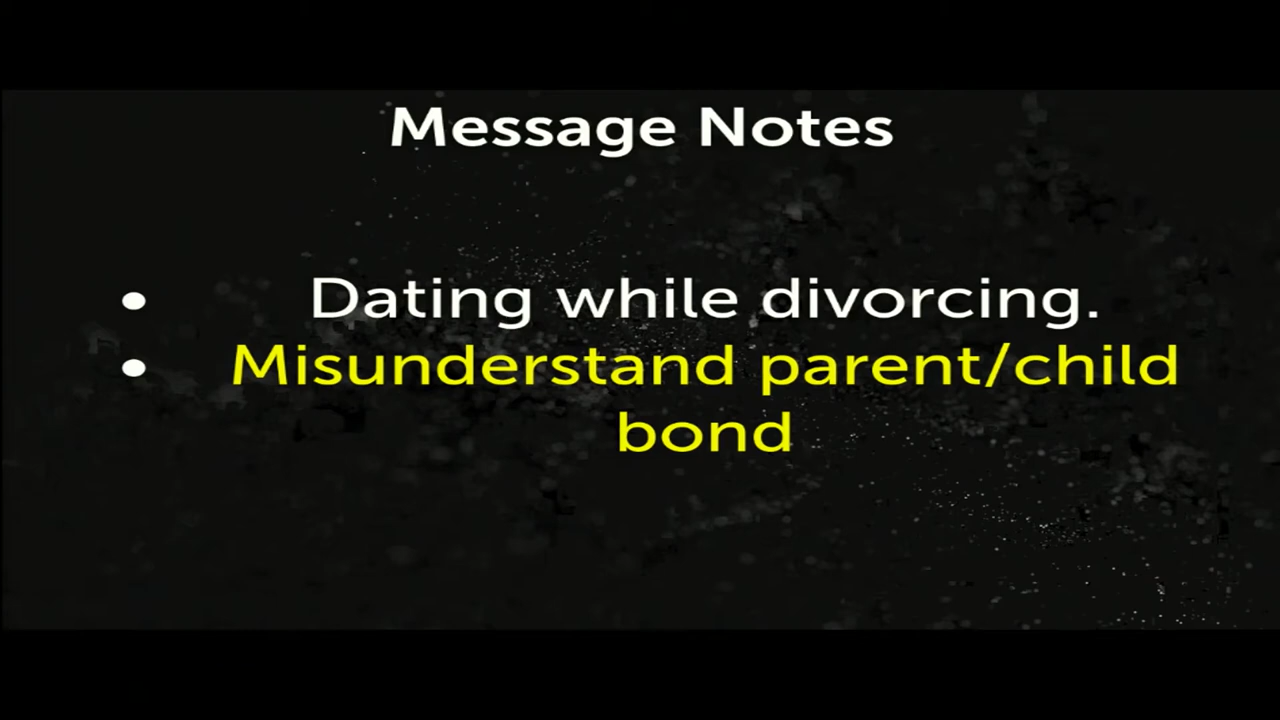 Message Notes
• Dating while divorcing.
• Misunderstand parent/child
bond